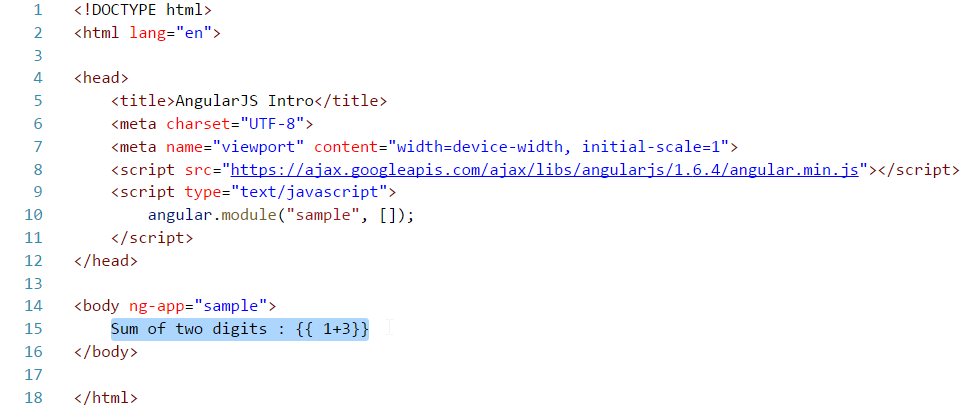 1 <!DOCTYPE html>
2 <html lang="en">
3
4 <head>
5     <title>AngularJS Intro</title>
6     <meta charset="UTF-8">
7     <meta name="viewport" content="width=device-width, initial-scale=1">
8     <script src="https://ajax.googleapis.com/ajax/libs/angularjs/1.6.4/angular.min.js"></script>
9     <script type="text/javascript">
10         angular.module("sample", []);
11     </script>
12 </head>
13
14 <body ng-app="sample">
15     Sum of two digits : {{ 1+3}}
16 </body>
17
18 </html>